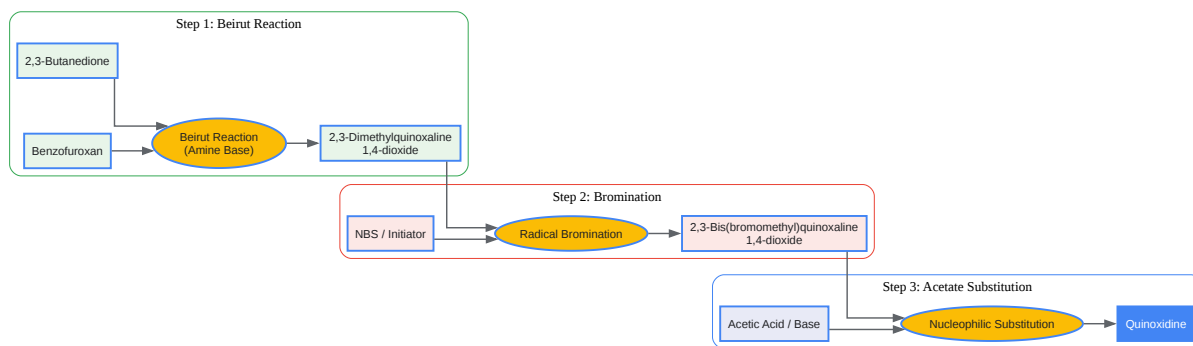 Step 1: Beirut Reaction
2,3-Butanedione
Benzofuroxan
Beirut Reaction
(Amine Base)
2,3-Dimethylquinoxaline
1,4-dioxide
Step 2: Bromination
NBS / Initiator
Radical Bromination
2,3-Bis(bromomethyl)quinoxaline
1,4-dioxide
Step 3: Acetate Substitution
Acetic Acid / Base
Nucleophilic Substitution
Quinoxidine